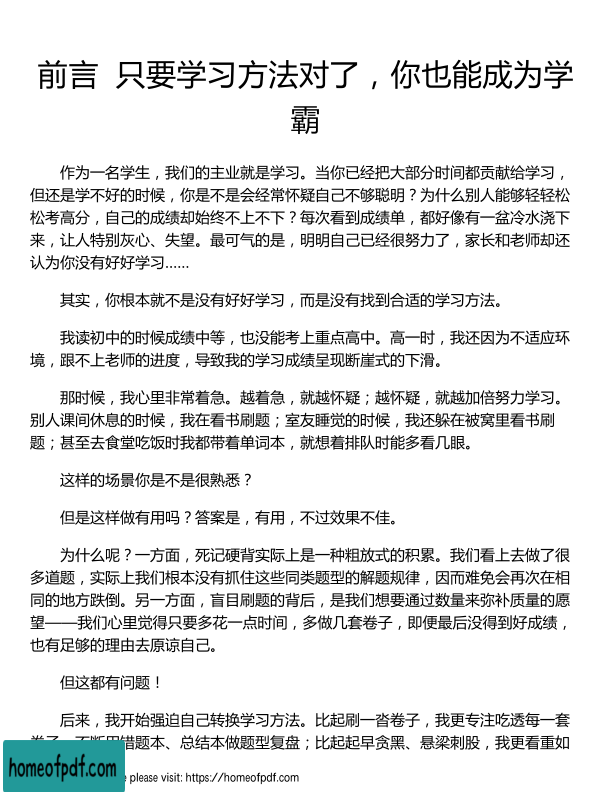 前言 只要学习方法对了，你也能成为学
霸
作为一名学生，我们的主业就是学习。当你已经把大部分时间都贡献给学习，
但还是学不好的时候，你是不是会经常怀疑自己不够聪明？为什么别人能够轻轻松
松考高分，自己的成绩却始终不上不下？每次看到成绩单，都好像有一盆冷水浇下
来，让人特别灰心、失望。最可气的是，明明自己已经很努力了，家长和老师却还
认为你没有好好学习……
其实，你根本就不是没有好好学习，而是没有找到合适的学习方法。
我读初中的时候成绩中等，也没能考上重点高中。高一时，我还因为不适应环
境，跟不上老师的进度，导致我的学习成绩呈现断崖式的下滑。
那时候，我心里非常着急。越着急，就越怀疑；越怀疑，就越加倍努力学习。
别人课间休息的时候，我在看书刷题；室友睡觉的时候，我还躲在被窝里看书刷
题；甚至去食堂吃饭时我都带着单词本，就想着排队时能多看几眼。
这样的场景你是不是很熟悉？
但是这样做有用吗？答案是，有用，不过效果不佳。
为什么呢？一方面，死记硬背实际上是一种粗放式的积累。我们看上去做了很
多道题，实际上我们根本没有抓住这些同类题型的解题规律，因而难免会再次在相
同的地方跌倒。另一方面，盲目刷题的背后，是我们想要通过数量来弥补质量的愿
望——我们心里觉得只要多花一点时间，多做几套卷子，即便最后没得到好成绩，
也有足够的理由去原谅自己。
但这都有问题！
后来，我开始强迫自己转换学习方法。比起刷一沓卷子，我更专注吃透每一套
错题本、总结本做题型复盘；比起起早贪黑、悬梁刺股，我更看重如
homeofpdf.com
e please visit: https://homeofpdf.com